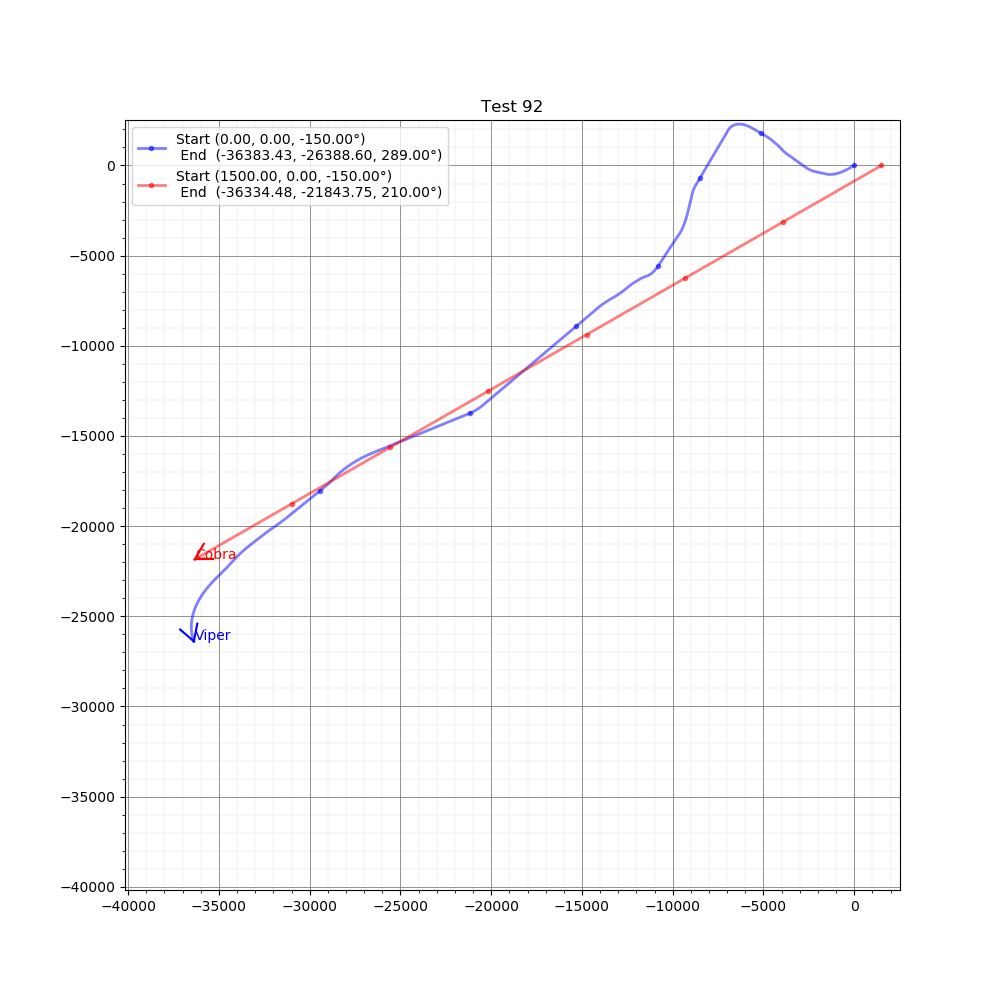 Test 92
Start (0.00, 0.00, -150.00°)
End  (-36383.43, -26388.60, 289.00°)
Start (1500.00, 0.00, -150.00°)
End  (-36334.48, -21843.75, 210.00°)
0
−5000
−10000
−15000
−20000
−25000
−30000
−35000
−40000
Cobra
Viper
−40000 −35000 −30000 −25000 −20000 −15000 −10000 −5000 0